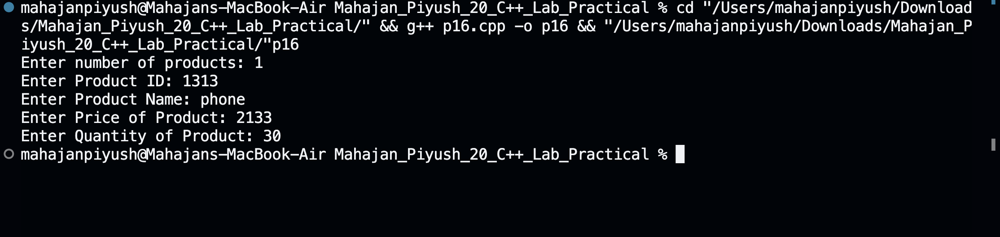 mahajanpiyush@Mahajans-MacBook-Air Mahajan_Piyush_20_C++_Lab_Practical % cd "/Users/mahajanpiyush/Download
s/Mahajan_Piyush_20_C++_Lab_Practical/" && g++ p16.cpp -o p16 && "/Users/mahajanpiyush/Downloads/Mahajan_P
iyush_20_C++_Lab_Practical/"p16
Enter number of products: 1
Enter Product ID: 1313
Enter Product Name: phone
Enter Price of Product: 2133
Enter Quantity of Product: 30
mahajanpiyush@Mahajans-MacBook-Air Mahajan_Piyush_20_C++_Lab_Practical %